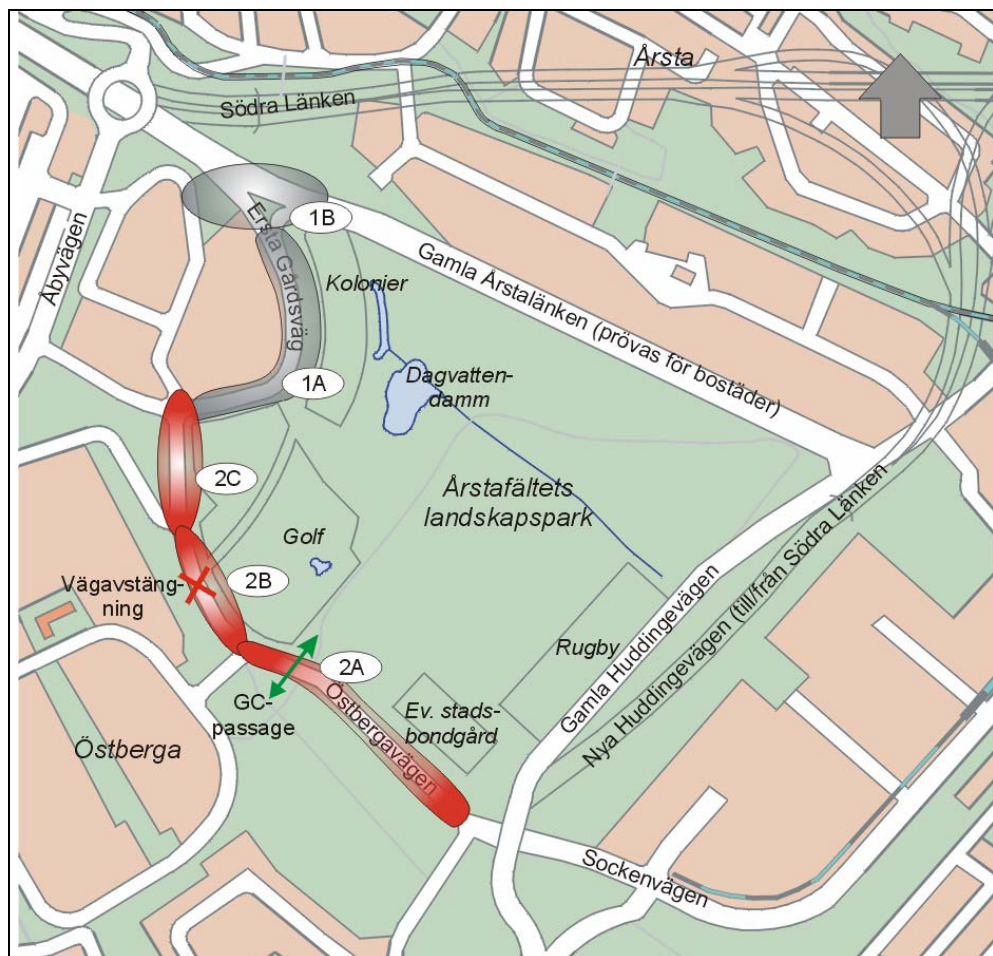 Årsta
Södra Länken
1B
Ersta Gårdsväg
Åbyvägen
Kolonier
Gamla Årstalänken (prövas för bostäder)
1A
Dagvatten-
damm
2C
Årstafältets
landskapspark
Golf
Vägavstäng-
ning
2B
Nya Huddingevägen (till/från Södra Länken)
Gamla Huddingevägen
Rugby
2A
GC-
passage
Östbergavägen
Ev. stads-
bondgård
Östberga
Sockenvägen